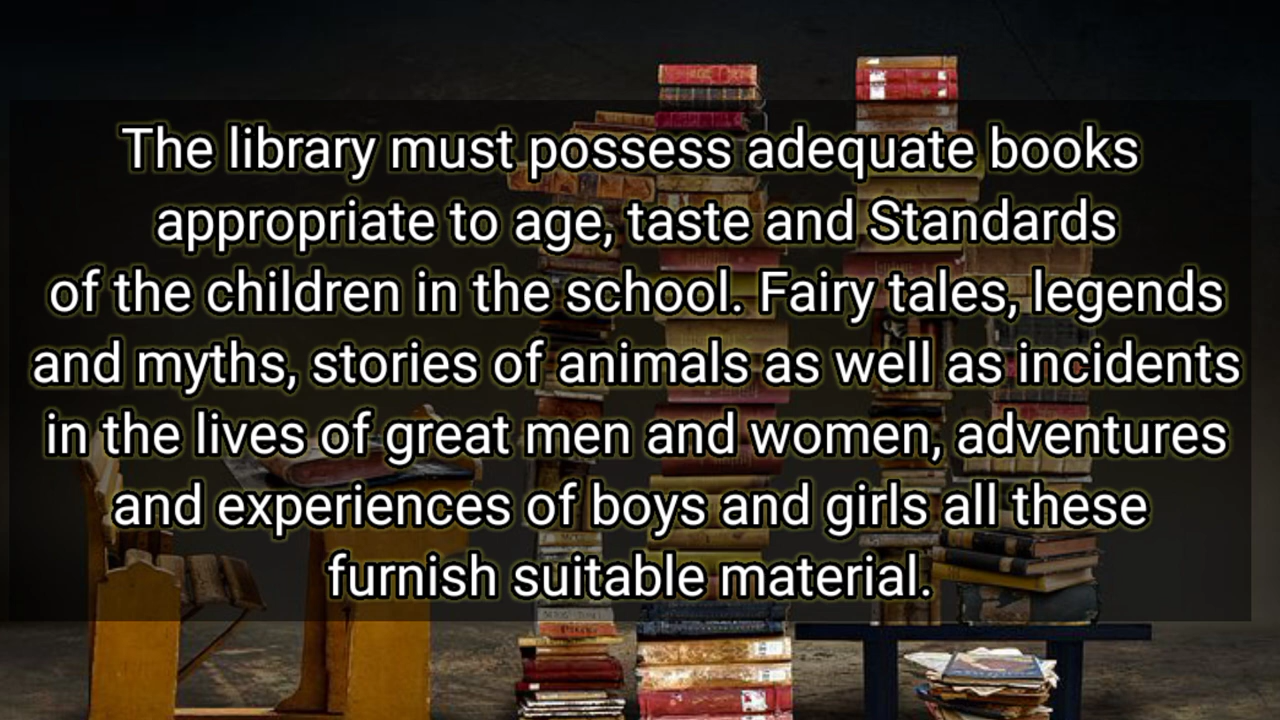 The library must possess adequate books
appropriate to age, taste and Standards
of the children in the school. Fairy tales, legends
and myths, stories of animals as well as incidents
in the lives of great men and women, adventures
and experiences of boys and girls all these
furnish suitable material.